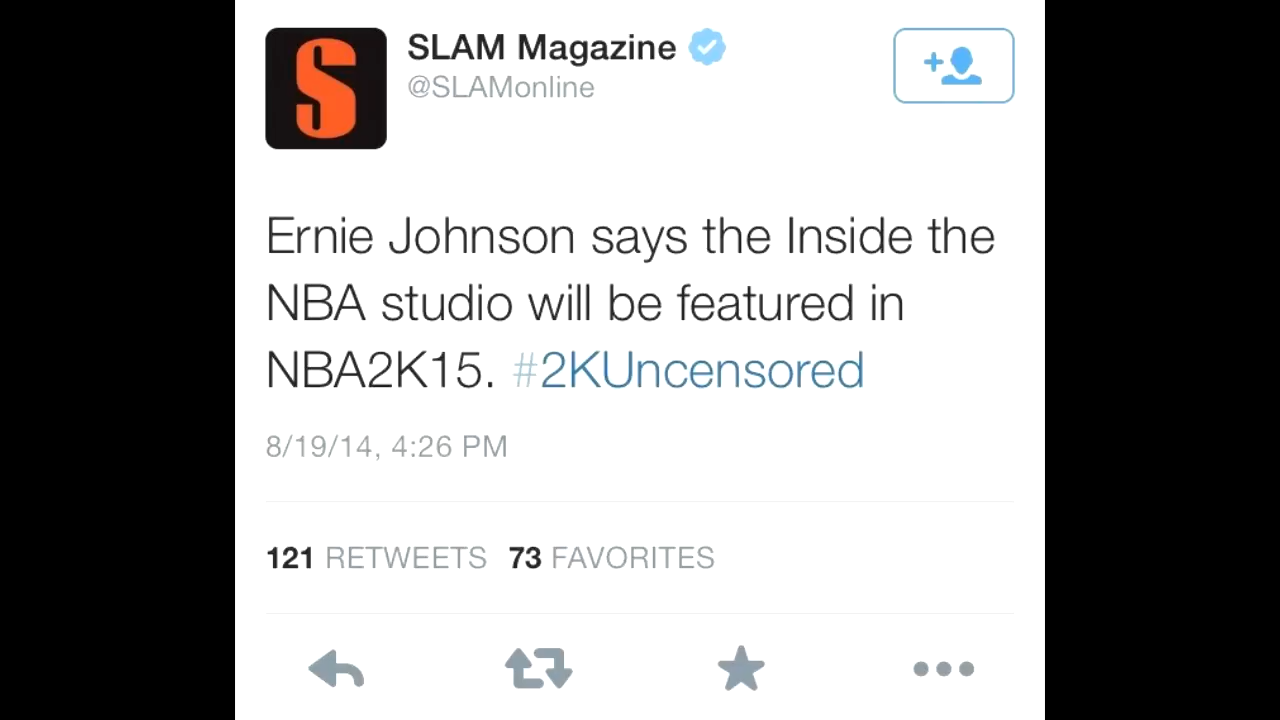 S
SLAM Magazine
@SLAMonline
Ernie Johnson says the Inside the
NBA studio will be featured in
NBA2K15. #2KUncensored
8/19/14, 4:26 PM
121 RETWEETS 73 FAVORITES